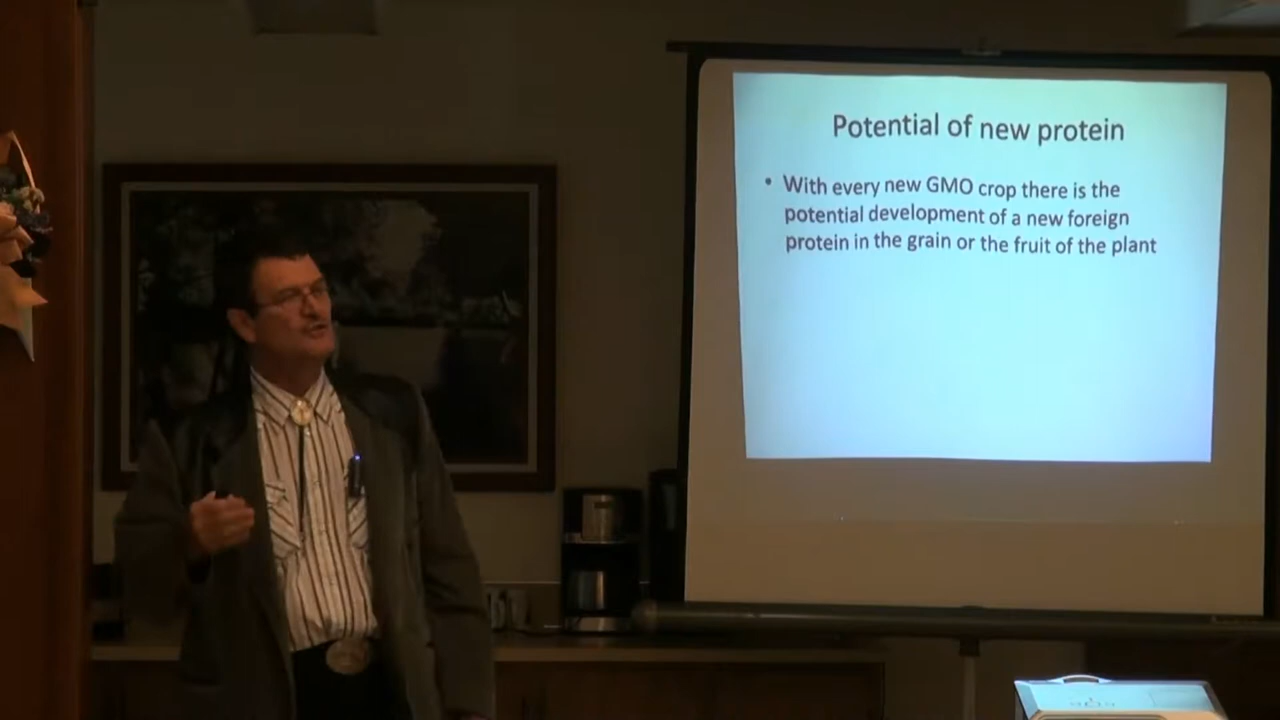 Potential of new protein
• With every new GMO crop there is the
potential development of a new foreign
protein in the grain or the fruit of the plant